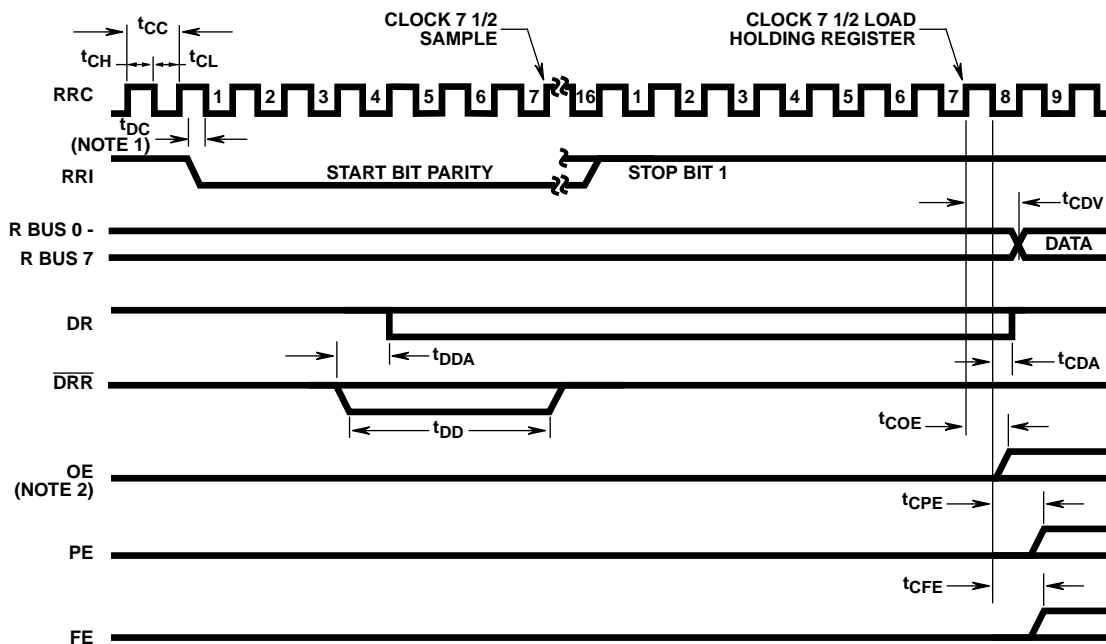 tCC
CLOCK 7 1/2
SAMPLE
CLOCK 7 1/2 LOAD
HOLDING REGISTER
tCH
tCL
RRC
1 2 3 4 5 6 7 16 1 2 3 4 5 6 7 8 9
tDC
(NOTE 1)
RRI
START BIT PARITY
STOP BIT 1
tCDV
R BUS 0 -
R BUS 7
DATA
DR
tDDA
tCDA
DRR
tDD
tCOE
OE
(NOTE 2)
tCPE
PE
tCFE
FE